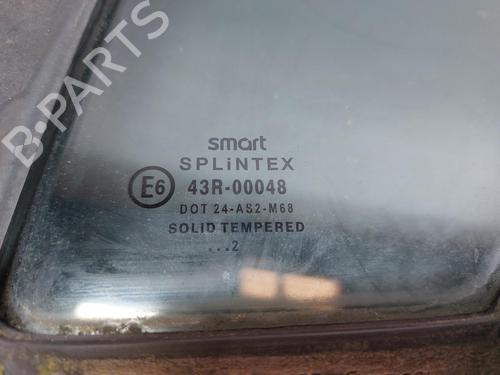 B-PARTS
smart
SPLiNTEX
E6 43R-00048
DOT 24-AS2-M68
SOLID TEMPERED
...2